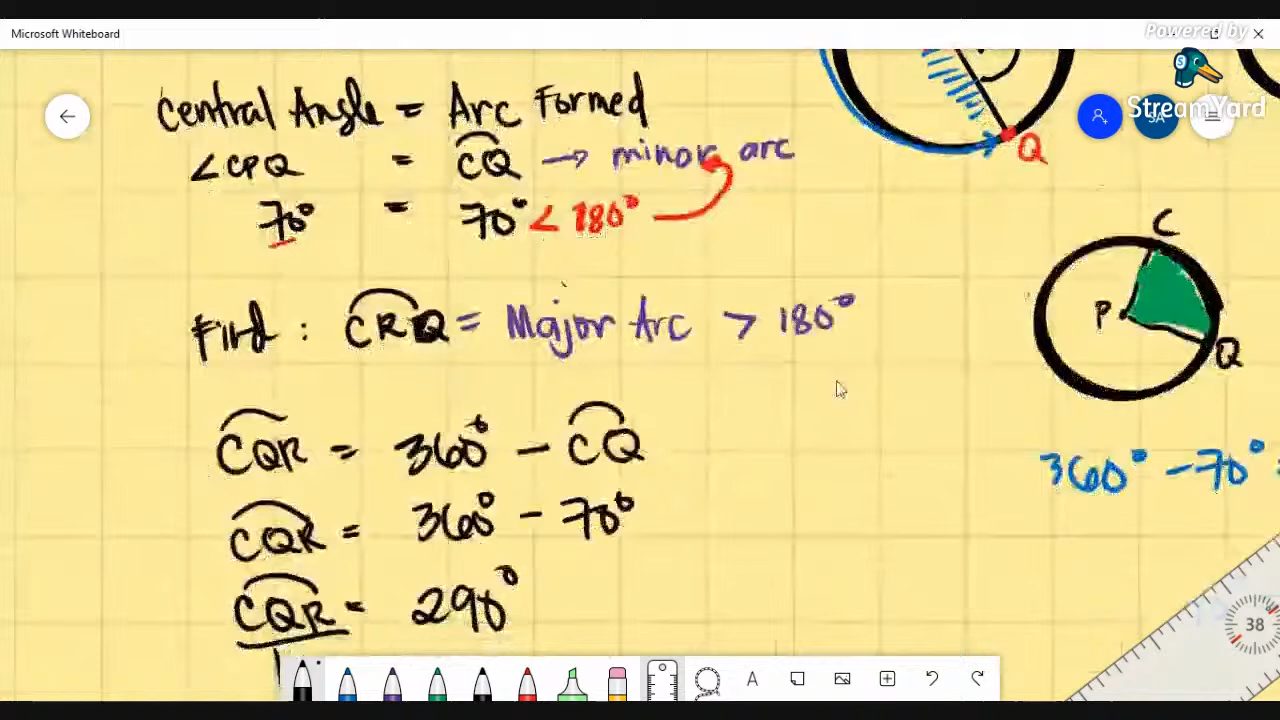 Microsoft Whiteboard
Powered by
StreamYard
SA
Central Angle = Arc Formed
∠CPQ = CQ → minor arc
70° = 70° < 180°
Q
Find : CRQ = Major Arc > 180°
C
P
Q
CQR = 360° - CQ
CQR = 360° - 70°
CQR = 290°
360° - 70° =
38
A